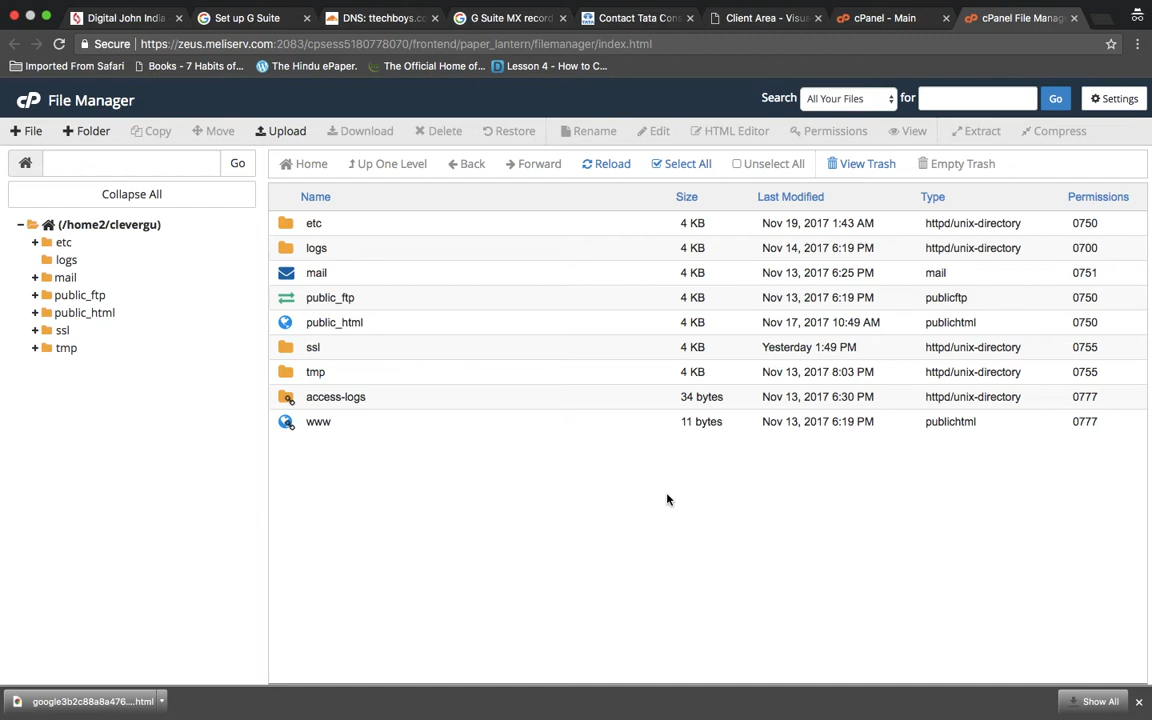 Digital John India
Set up G Suite
DNS: ttechboys.co
G Suite MX record
Contact Tata Cons
Client Area - Visua
cPanel - Main
cPanel File Manag
Secure
https://zeus.meliserv.com:2083/cpsess5180778070/frontend/paper_lantern/filemanager/index.html
Imported From Safari
Books - 7 Habits of...
The Hindu ePaper.
The Official Home of...
Lesson 4 - How to C...
cP File Manager
Search All Your Files for Go Settings
File
Folder
Copy
Move
Upload
Download
Delete
Restore
Rename
Edit
HTML Editor
Permissions
View
Extract
Compress
Go
Collapse All
(/home2/clevergu)
etc
logs
mail
public_ftp
public_html
ssl
tmp
Home
Up One Level
Back
Forward
Reload
Select All
Unselect All
View Trash
Empty Trash
Name Size Last Modified Type Permissions
etc 4 KB Nov 19, 2017 1:43 AM httpd/unix-directory 0750
logs 4 KB Nov 14, 2017 6:19 PM httpd/unix-directory 0700
mail 4 KB Nov 13, 2017 6:25 PM mail 0751
public_ftp 4 KB Nov 13, 2017 6:19 PM publicftp 0750
public_html 4 KB Nov 17, 2017 10:49 AM publichtml 0750
ssl 4 KB Yesterday 1:49 PM httpd/unix-directory 0755
tmp 4 KB Nov 13, 2017 8:03 PM httpd/unix-directory 0755
access-logs 34 bytes Nov 13, 2017 6:30 PM httpd/unix-directory 0777
www 11 bytes Nov 13, 2017 6:19 PM publichtml 0777
google3b2c88a8a476....html
Show All